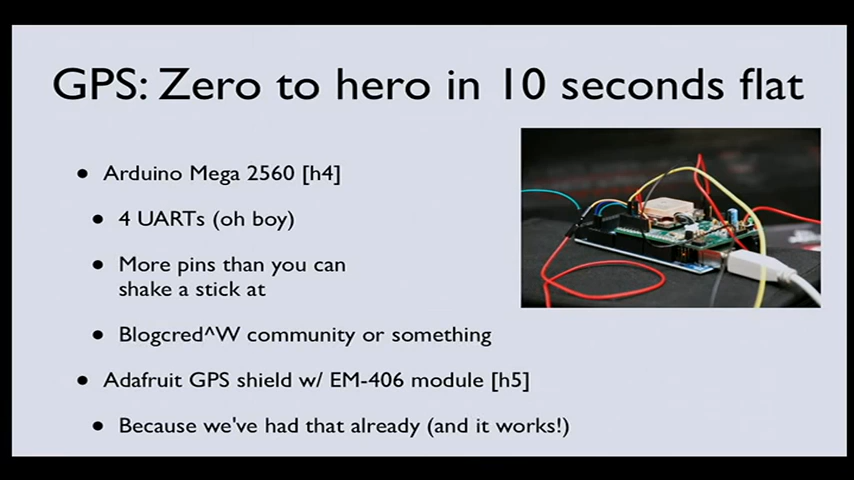 GPS: Zero to hero in 10 seconds flat
• Arduino Mega 2560 [h4]
• 4 UARTs (oh boy)
• More pins than you can
shake a stick at
• Blogcred^W community or something
• Adafruit GPS shield w/ EM-406 module [h5]
• Because we've had that already (and it works!)